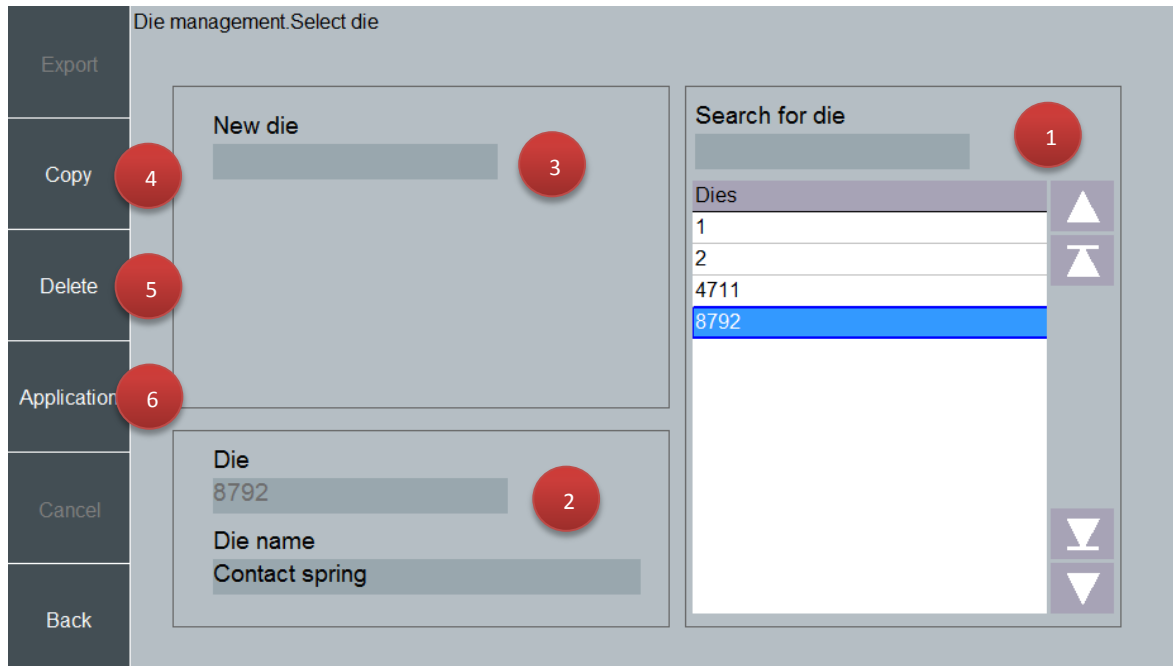 Die management.Select die
Export
Copy
4
Delete
5
Application
6
Cancel
Back
New die
3
Die
8792
2
Die name
Contact spring
Search for die
1
Dies
1
2
4711
8792